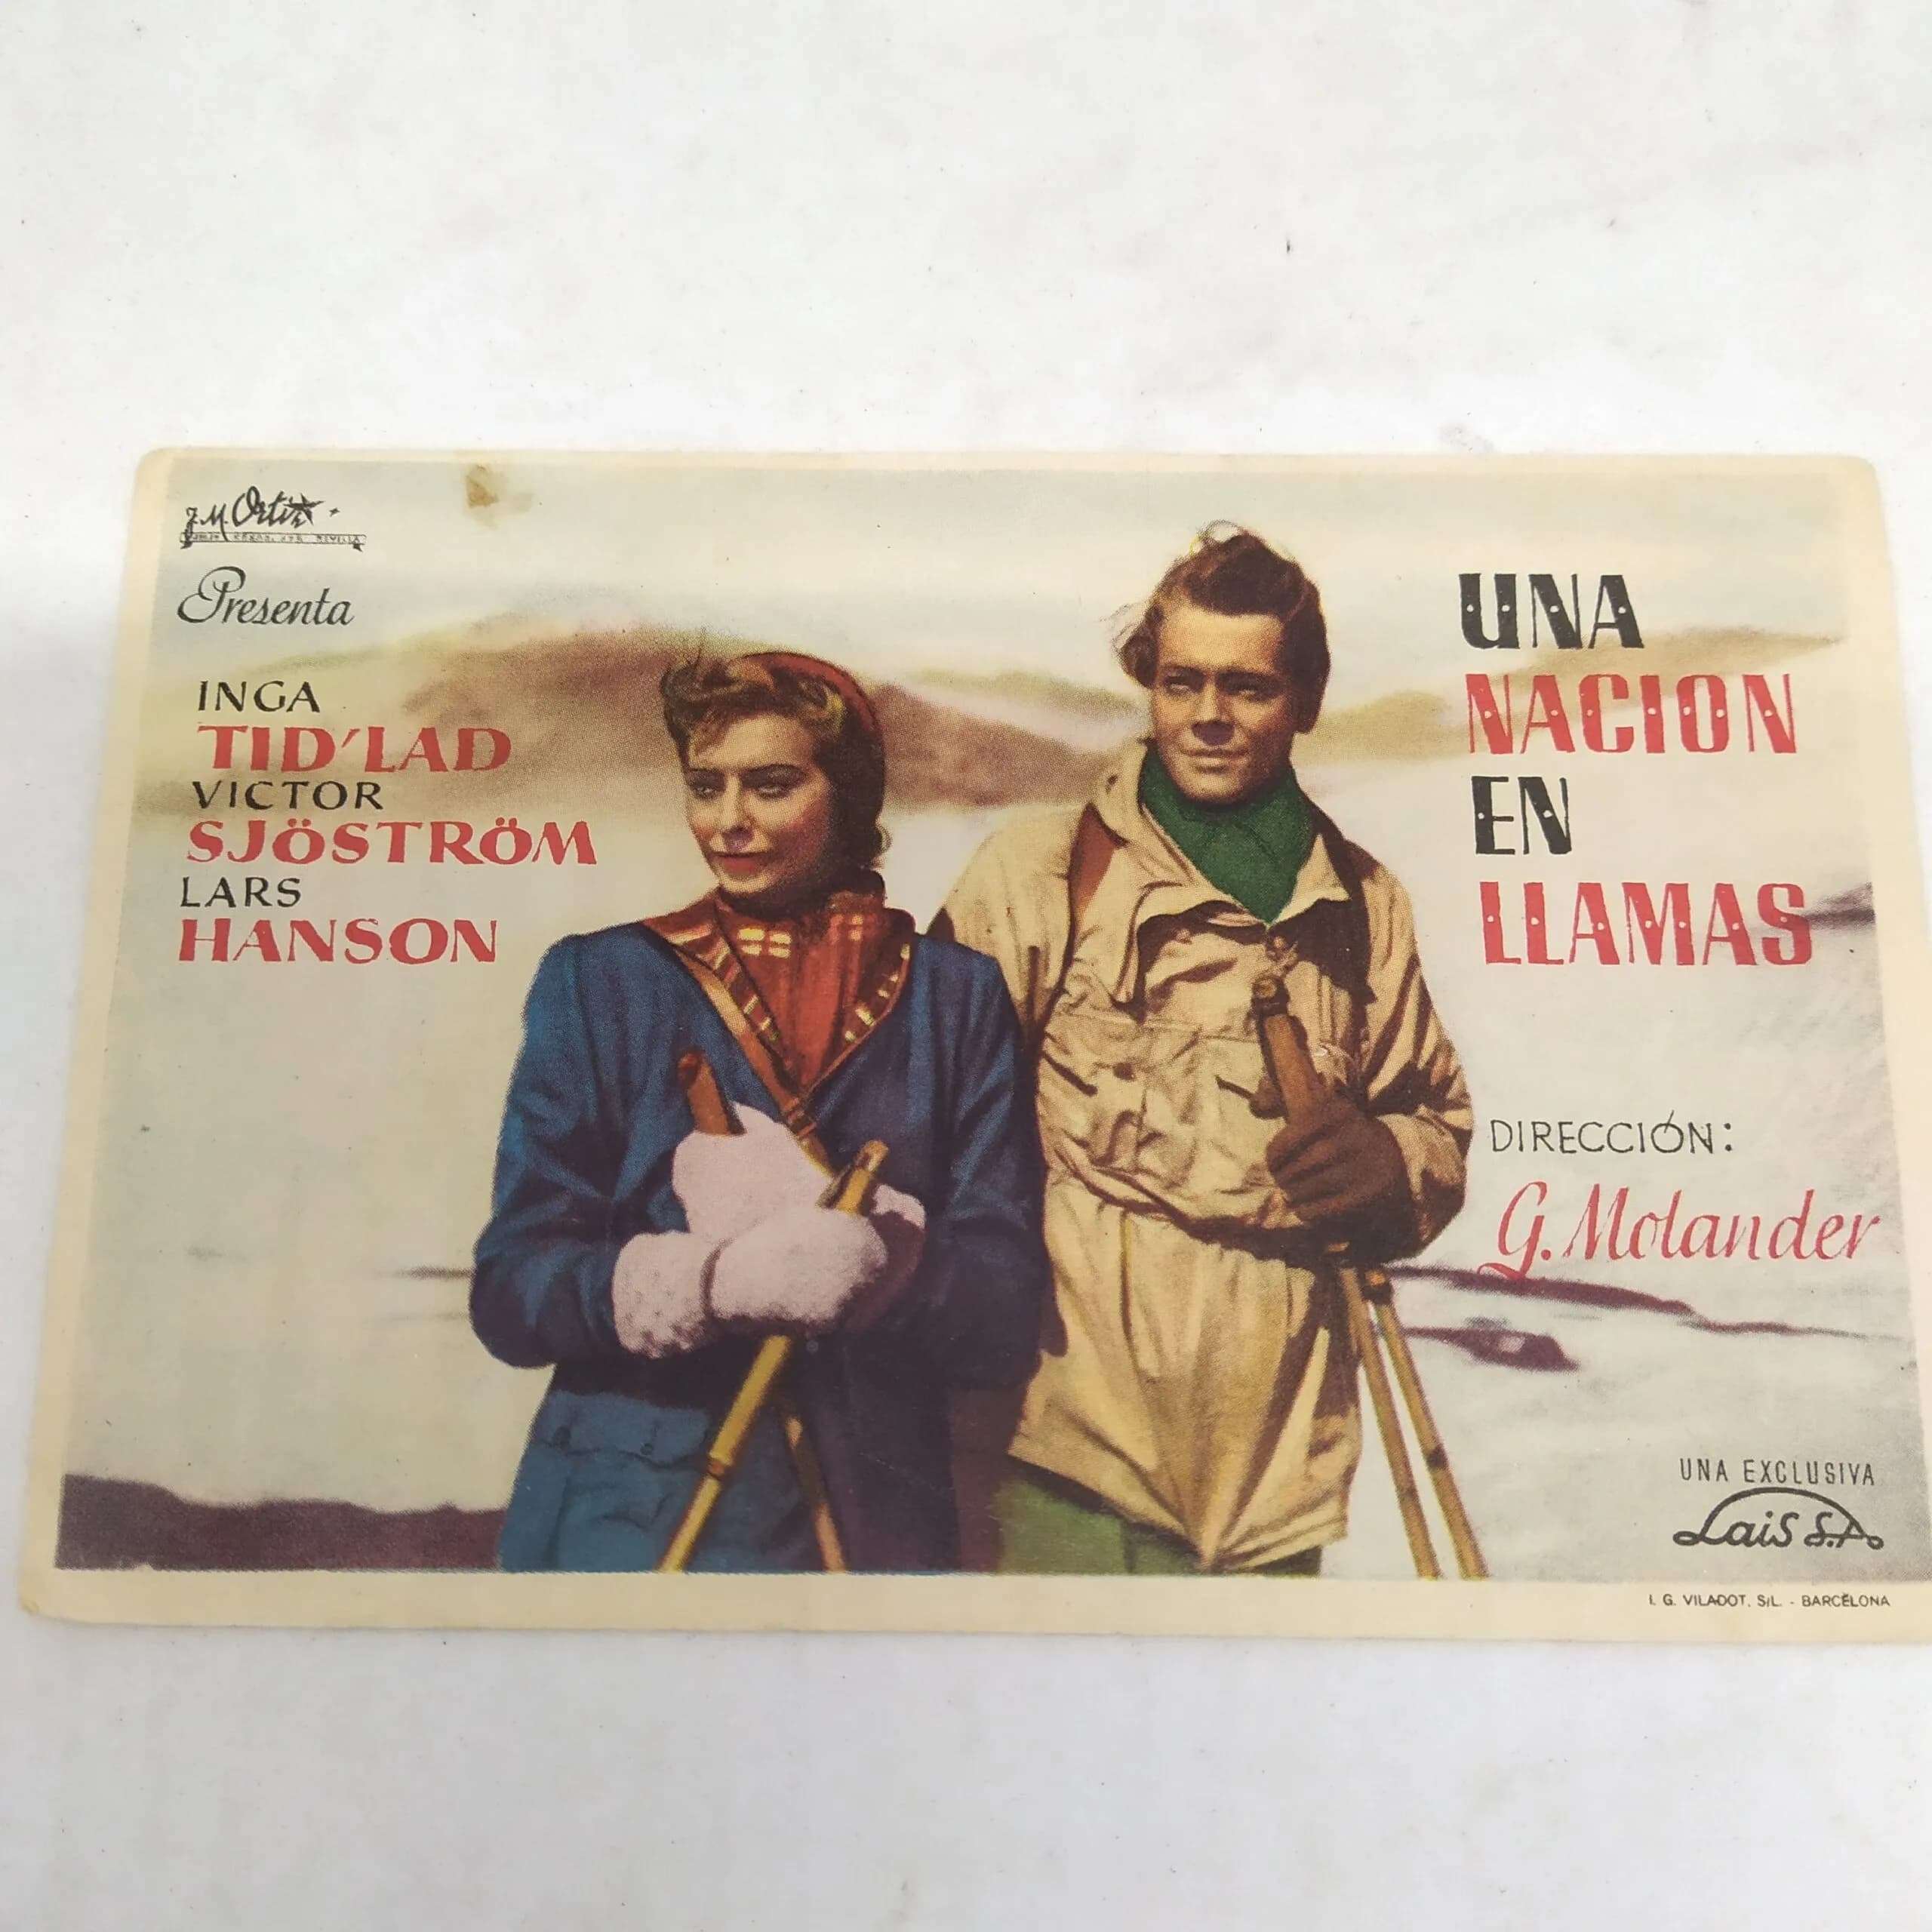 J.M. Ortiz
Presenta
INGA
TID'LAD
VICTOR
SJÖSTRÖM
LARS
HANSON
UNA
NACION
EN
LLAMAS
DIRECCIÓN:
G. Molander
UNA EXCLUSIVA
Lais S.A.
I. G. VILADOT. S/L. - BARCELONA